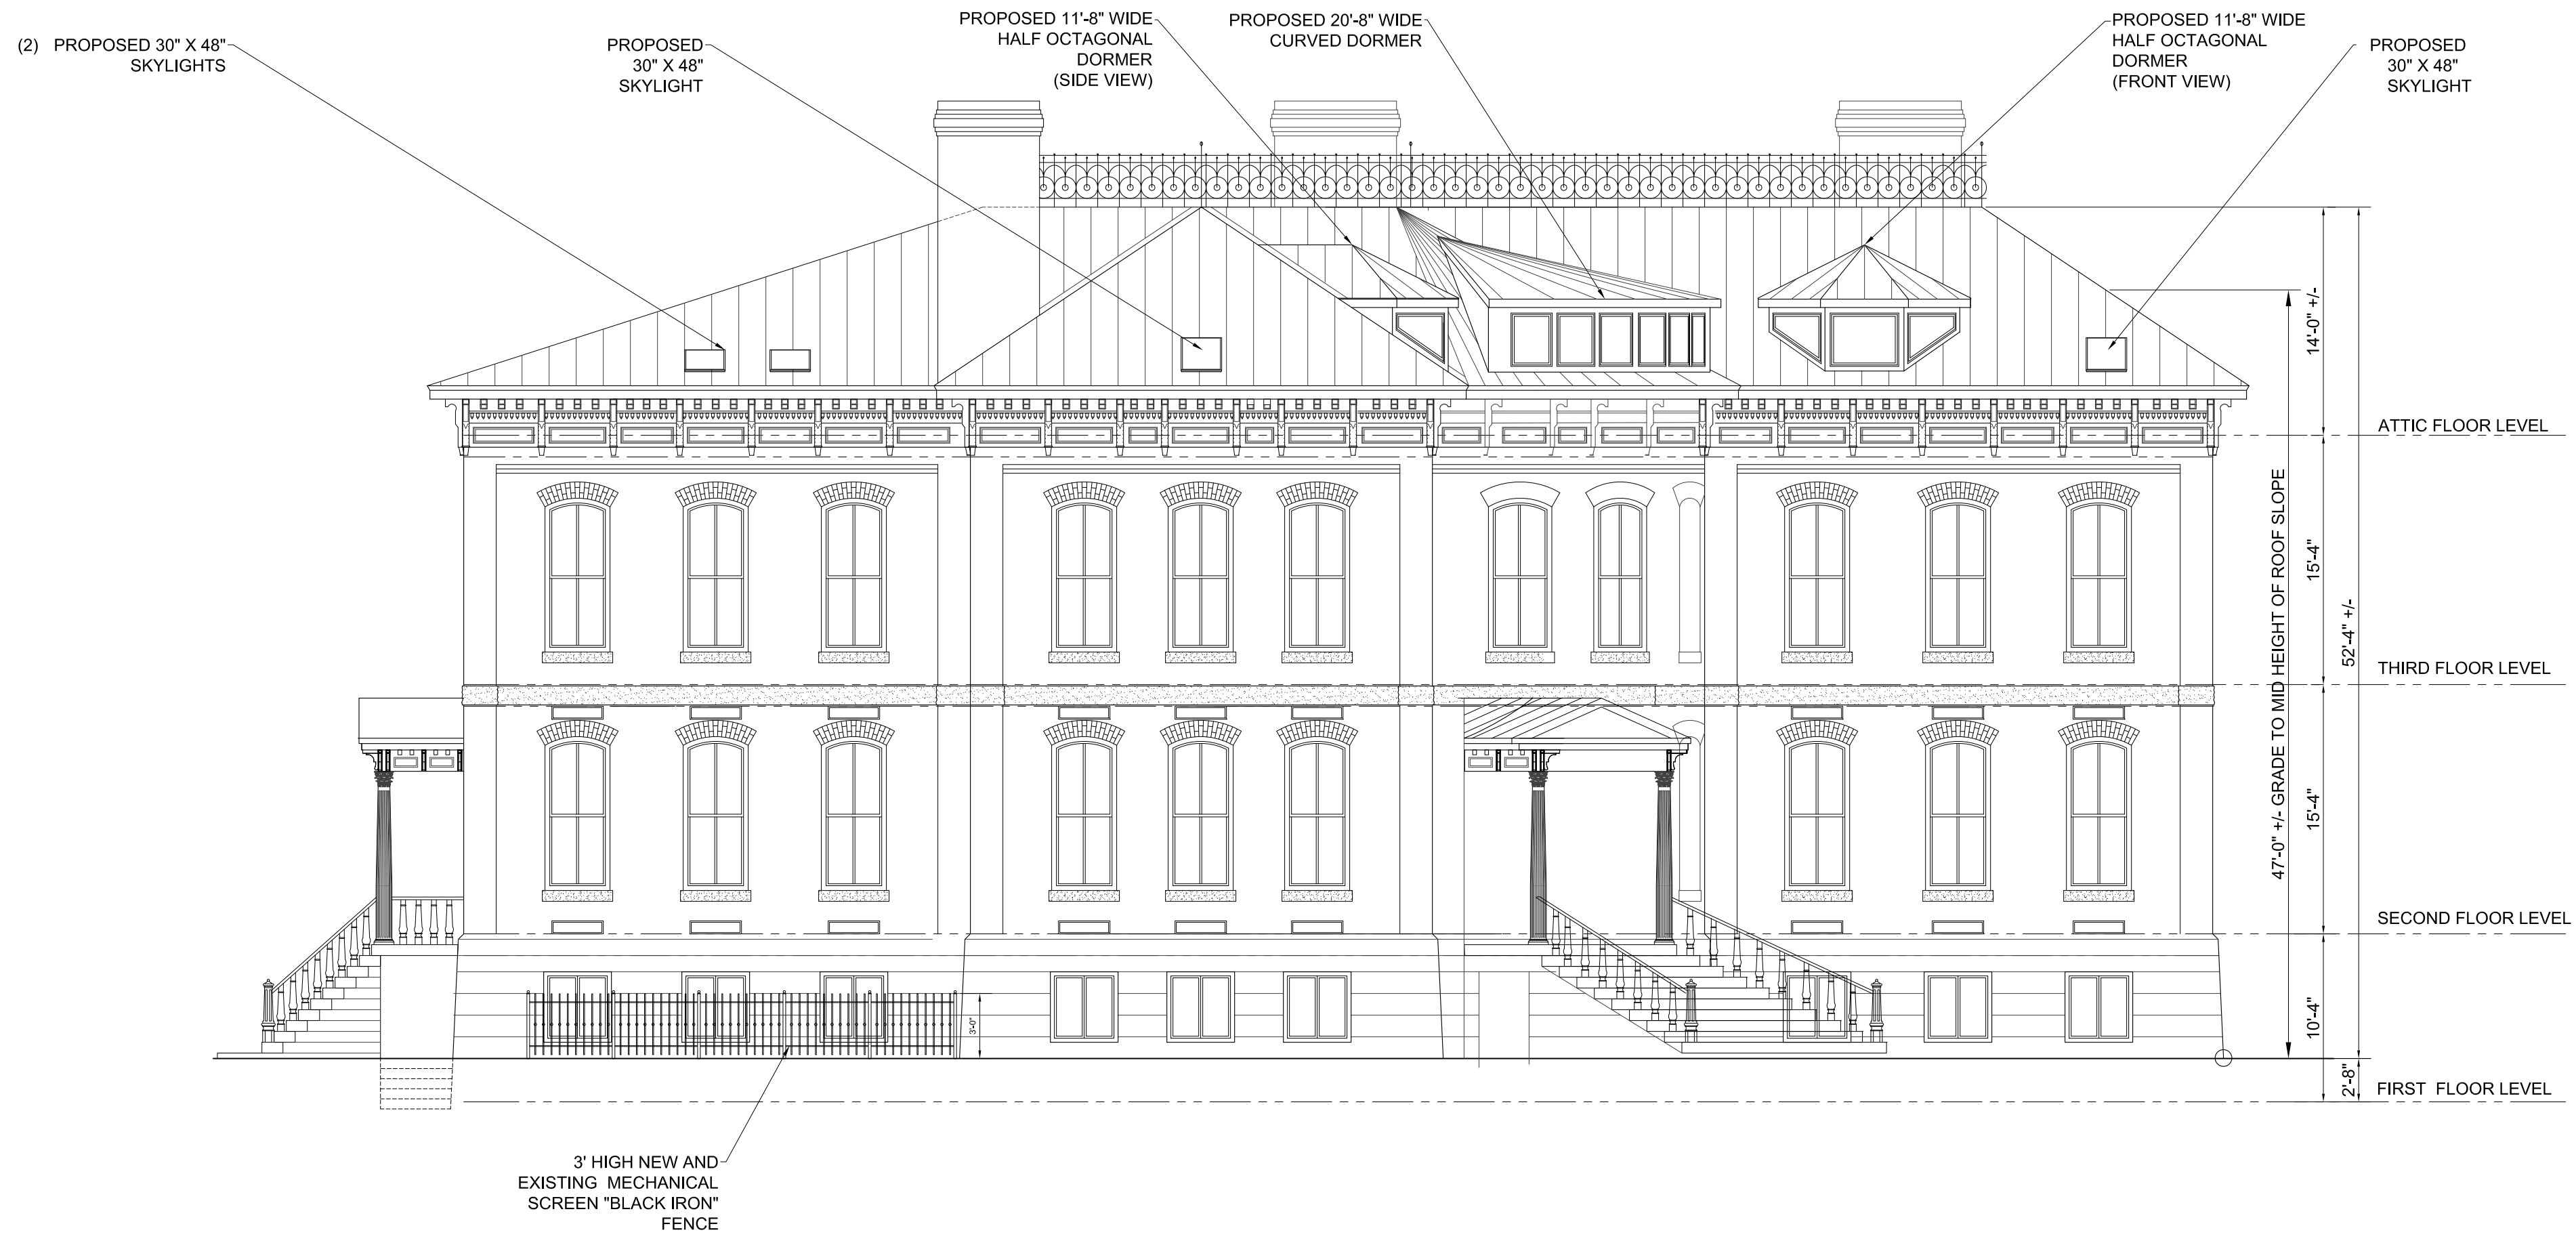 (2) PROPOSED 30" X 48"
SKYLIGHTS
PROPOSED
30" X 48"
SKYLIGHT
PROPOSED 11'-8" WIDE
HALF OCTAGONAL
DORMER
(SIDE VIEW)
PROPOSED 20'-8" WIDE
CURVED DORMER
PROPOSED 11'-8" WIDE
HALF OCTAGONAL
DORMER
(FRONT VIEW)
PROPOSED
30" X 48"
SKYLIGHT
14'-0" +/-
ATTIC FLOOR LEVEL
15'-4"
47'-0" +/- GRADE TO MID HEIGHT OF ROOF SLOPE
52'-4" +/-
THIRD FLOOR LEVEL
15'-4"
SECOND FLOOR LEVEL
10'-4"
3'-0"
2'-8"
FIRST FLOOR LEVEL
3' HIGH NEW AND
EXISTING MECHANICAL
SCREEN "BLACK IRON"
FENCE